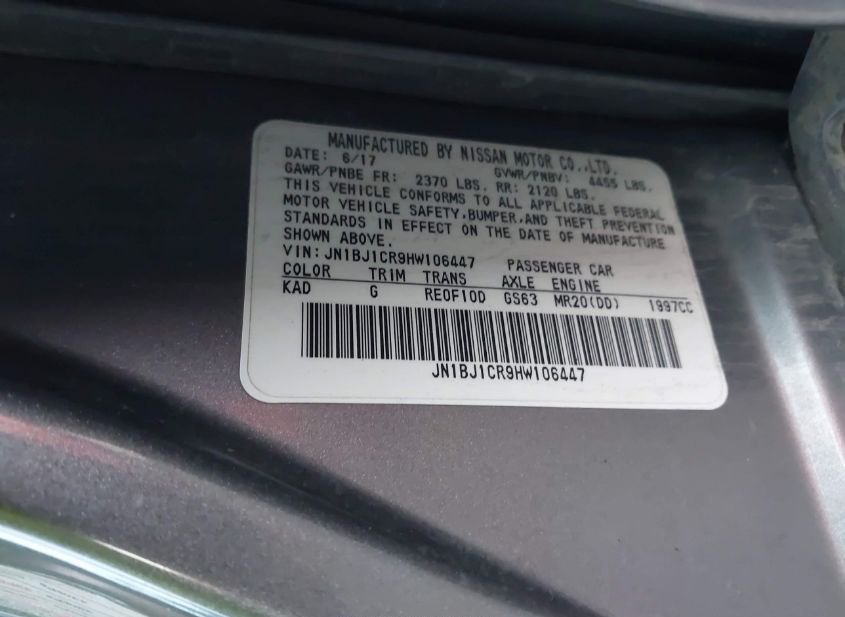 MANUFACTURED BY NISSAN MOTOR CO.,LTD.
DATE: 6/17 GVWR/PNBV: 4455 LBS.
GAWR/PNBE FR: 2370 LBS. RR: 2120 LBS.
THIS VEHICLE CONFORMS TO ALL APPLICABLE FEDERAL
MOTOR VEHICLE SAFETY,BUMPER,AND THEFT PREVENTION
STANDARDS IN EFFECT ON THE DATE OF MANUFACTURE
SHOWN ABOVE.
VIN:JN1BJ1CR9HW106447 PASSENGER CAR
COLOR TRIM TRANS AXLE ENGINE
KAD G RE0F10D GS63 MR20(DD) 1997CC
JN1BJ1CR9HW106447